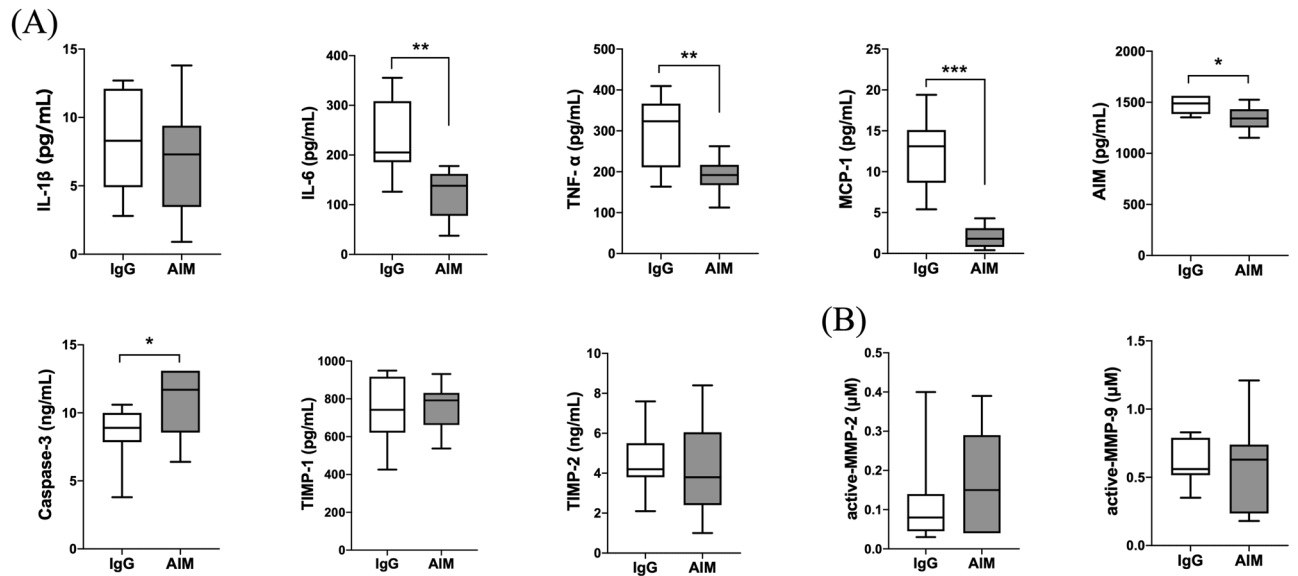 (A)
IL-1β (pg/mL)
15
10
5
0
IgG AIM
IL-6 (pg/mL)
400
300
200
100
0
**
IgG AIM
TNF- α (pg/mL)
500
400
300
200
100
0
**
IgG AIM
MCP-1 (pg/mL)
25
20
15
10
5
0
***
IgG AIM
AIM (pg/mL)
2000
1500
1000
500
0
*
IgG AIM
Caspase-3 (ng/mL)
15
10
5
0
*
IgG AIM
TIMP-1 (pg/mL)
1000
800
600
400
200
0
IgG AIM
TIMP-2 (ng/mL)
10
8
6
4
2
0
IgG AIM
(B)
active-MMP-2 (μM)
0.5
0.4
0.3
0.2
0.1
0.0
IgG AIM
active-MMP-9 (μM)
1.5
1.0
0.5
0.0
IgG AIM